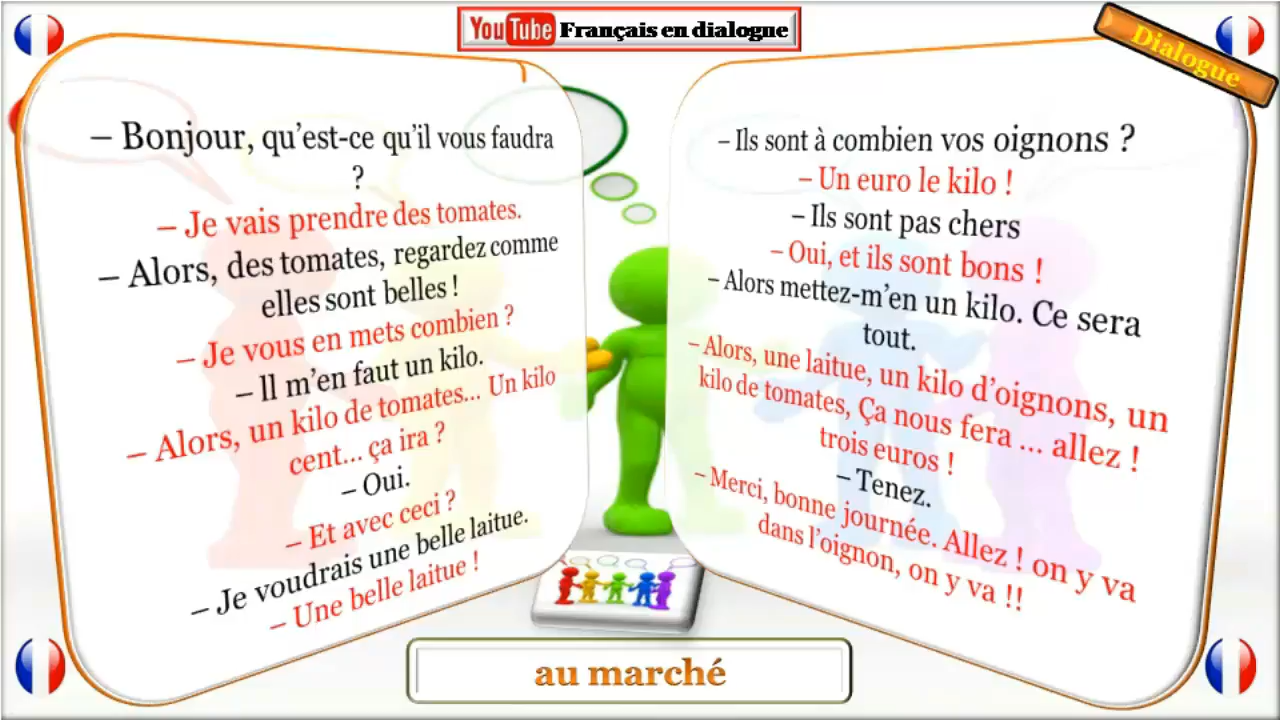 YouTube Français en dialogue
Dialogue
– Bonjour, qu’est-ce qu’il vous faudra
?
– Je vais prendre des tomates.
– Alors, des tomates, regardez comme
elles sont belles !
– Je vous en mets combien ?
– ll m’en faut un kilo.
– Alors, un kilo de tomates... Un kilo
cent... ça ira ?
– Oui.
– Et avec ceci ?
– Je voudrais une belle laitue.
– Une belle laitue !
– Ils sont à combien vos oignons ?
– Un euro le kilo !
– Ils sont pas chers
– Oui, et ils sont bons !
– Alors mettez-m’en un kilo. Ce sera
tout.
– Alors, une laitue, un kilo d’oignons, un
kilo de tomates, Ça nous fera ... allez !
trois euros !
– Tenez.
– Merci, bonne journée. Allez ! on y va
dans l’oignon, on y va !!
au marché